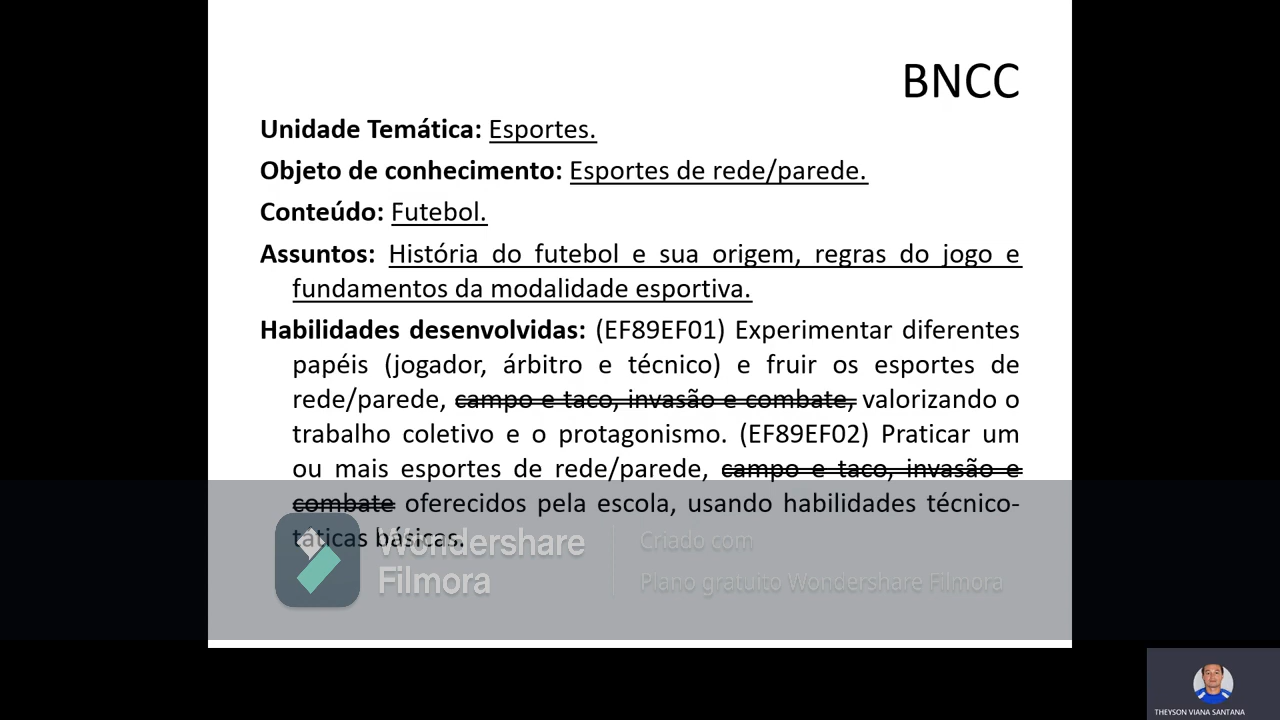 BNCC
Unidade Temática: Esportes.
Objeto de conhecimento: Esportes de rede/parede.
Conteúdo: Futebol.
Assuntos: História do futebol e sua origem, regras do jogo e
fundamentos da modalidade esportiva.
Habilidades desenvolvidas: (EF89EF01) Experimentar diferentes
papéis (jogador, árbitro e técnico) e fruir os esportes de
rede/parede, campo e taco, invasão e combate, valorizando o
trabalho coletivo e o protagonismo. (EF89EF02) Praticar um
ou mais esportes de rede/parede, campo e taco, invasão e
combate oferecidos pela escola, usando habilidades técnico-
táticas básicas.
Wondershare
Filmora
Criado com
Plano gratuito Wondershare Filmora
THEYSON VIANA SANTANA